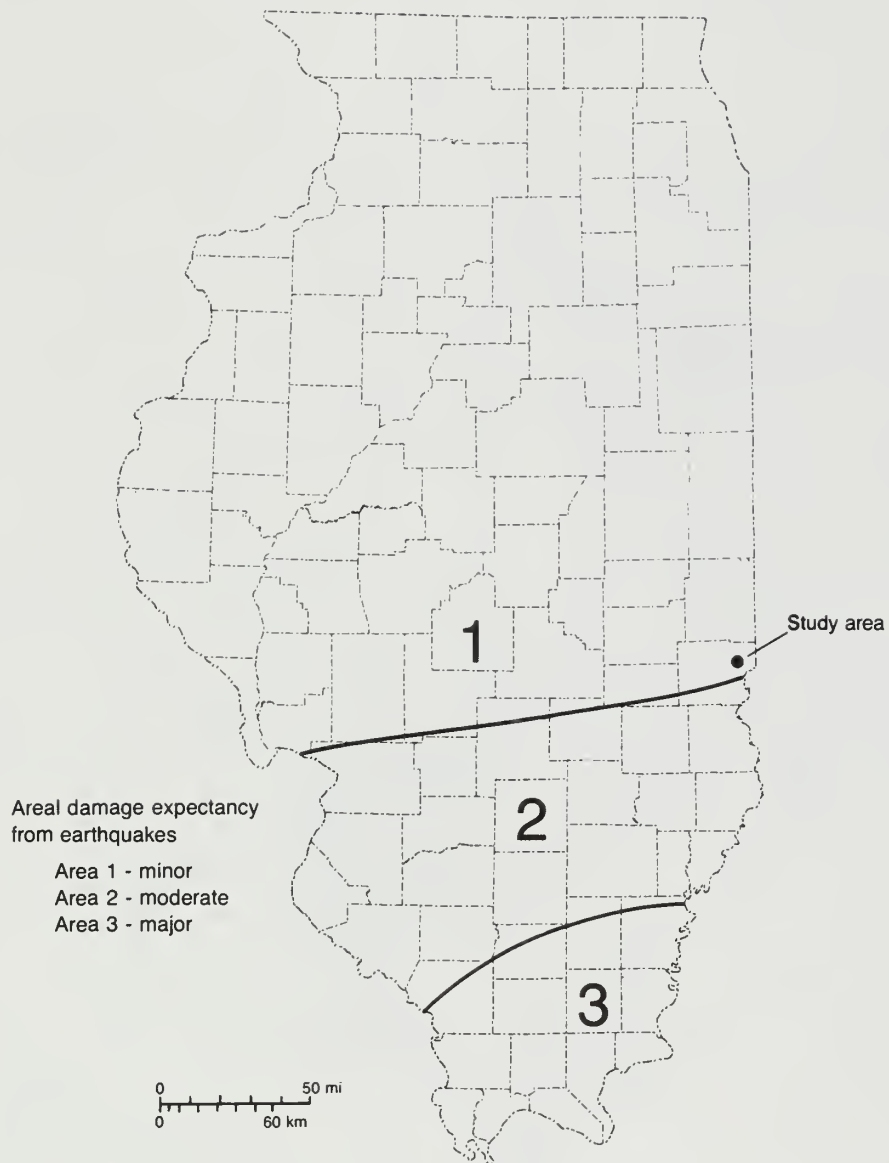 1
Study area
2
Areal damage expectancy
from earthquakes
Area 1 - minor
Area 2 - moderate
Area 3 - major
3
0 50 mi
0 60 km